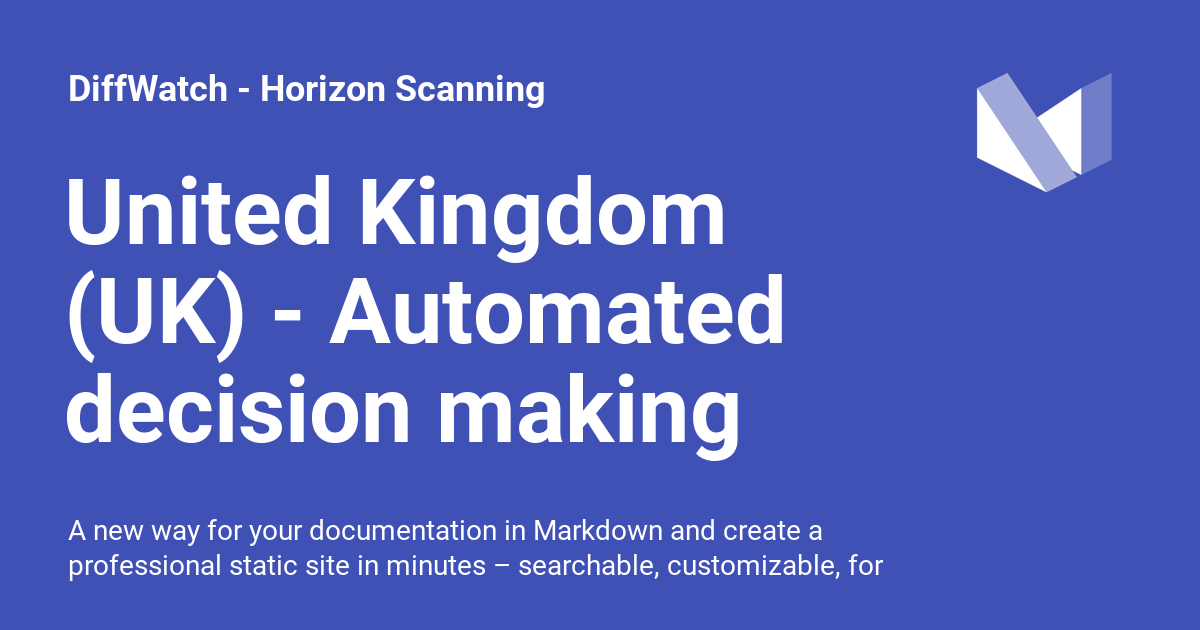 DiffWatch - Horizon Scanning
United Kingdom
(UK) - Automated
decision making
A new way for your documentation in Markdown and create a
professional static site in minutes – searchable, customizable, for